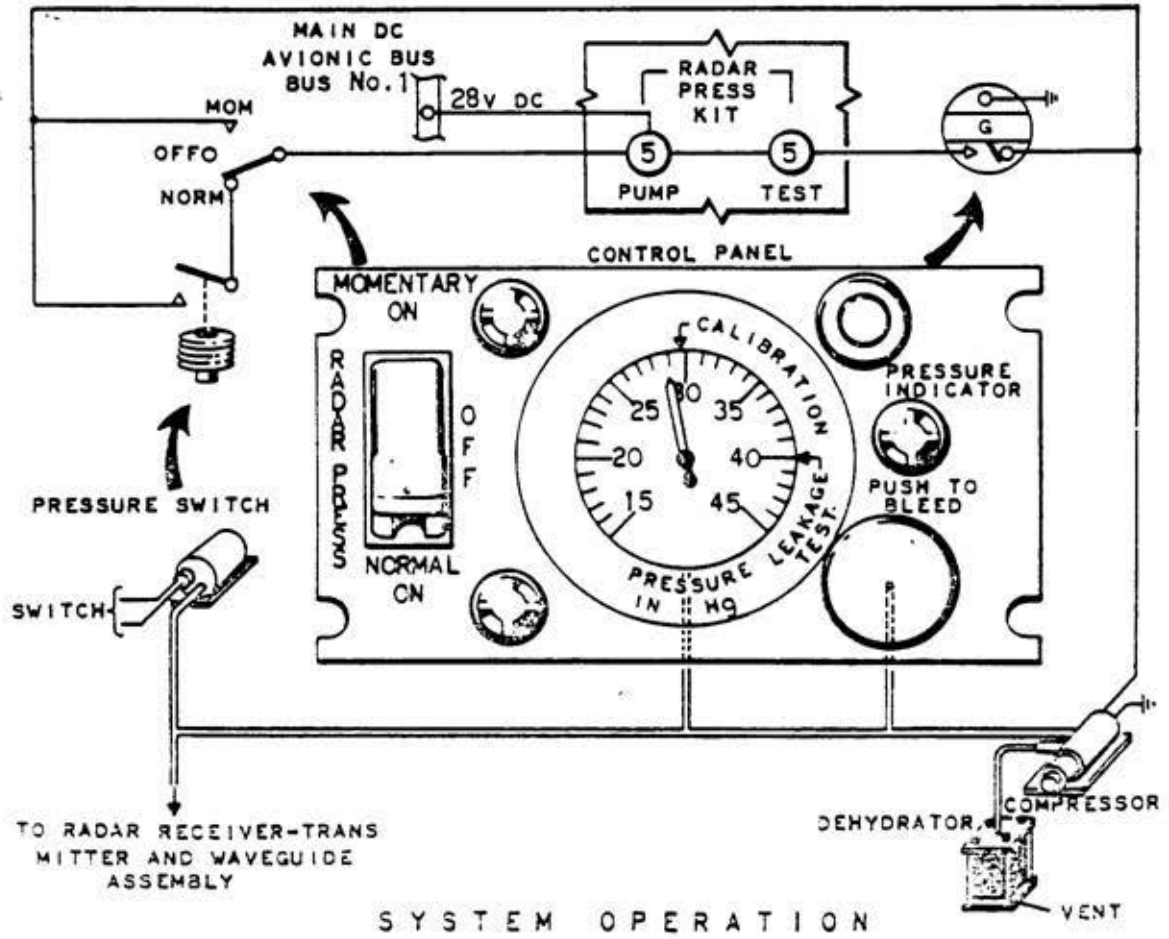 MAIN DC
AVIONIC BUS
BUS No.1
28V DC
RADAR
PRESS
KIT
MOM
OFF
NORM
5
5
PUMP
TEST
G
CONTROL PANEL
MOMENTARY
ON
RADAR PRESS
OFF
NORMAL
ON
CALIBRATION
15
20
25
30
35
40
45
LEAKAGE
TEST.
PRESSURE
IN Hg
PRESSURE
INDICATOR
PUSH TO
BLEED
PRESSURE SWITCH
SWITCH
COMPRESSOR
DEHYDRATOR
VENT
TO RADAR RECEIVER-TRANS
MITTER AND WAVEGUIDE
ASSEMBLY
SYSTEM OPERATION